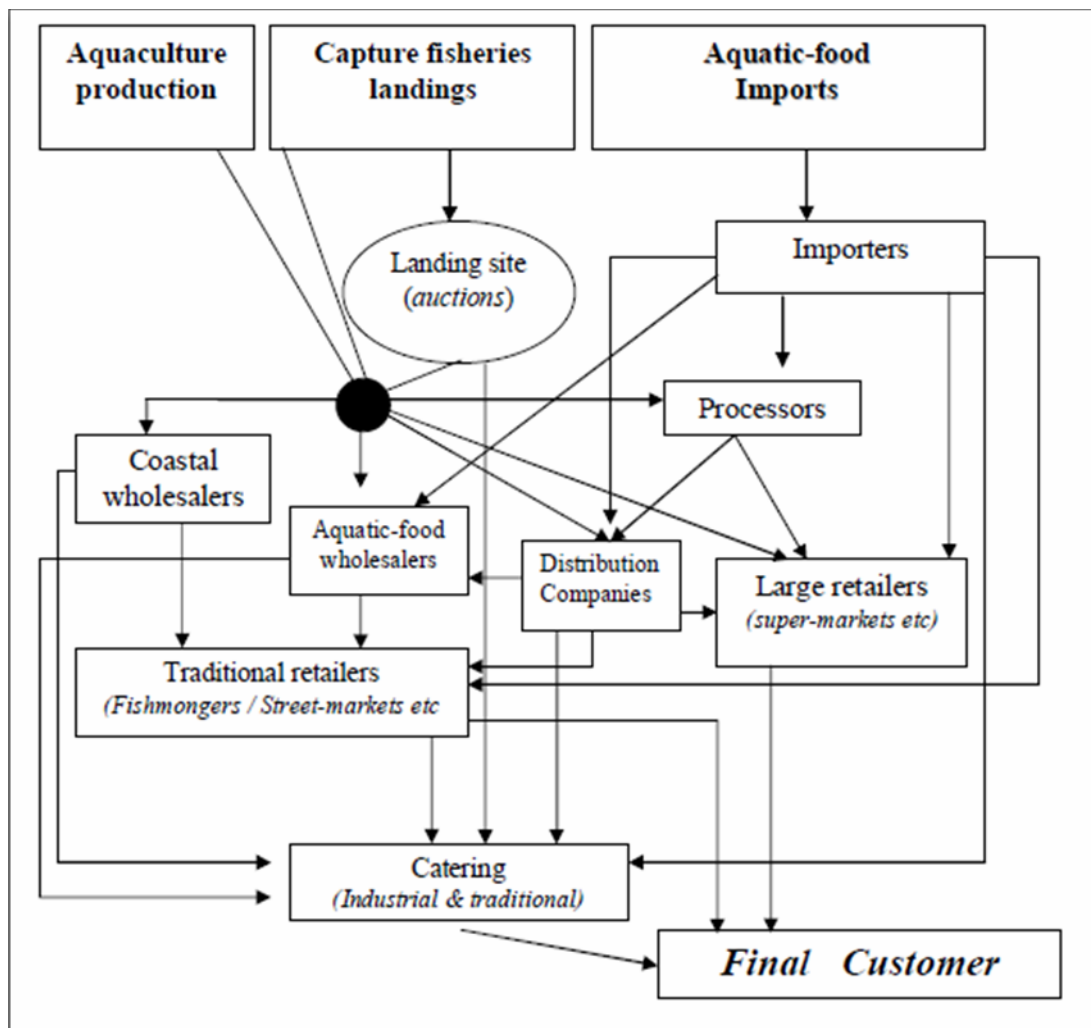 Aquaculture
production
Capture fisheries
landings
Aquatic-food
Imports
Landing site
(auctions)
Importers
Processors
Coastal
wholesalers
Aquatic-food
wholesalers
Distribution
Companies
Large retailers
(super-markets etc)
Traditional retailers
(Fishmongers / Street-markets etc
Catering
(Industrial & traditional)
Final Customer